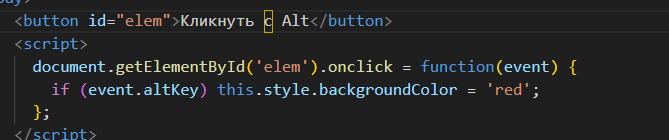 <button id="elem">Кликнуть с Alt</button>
<script>
document.getElementById('elem').onclick = function(event) {
if (event.altKey) this.style.backgroundColor = 'red';
};
</script>